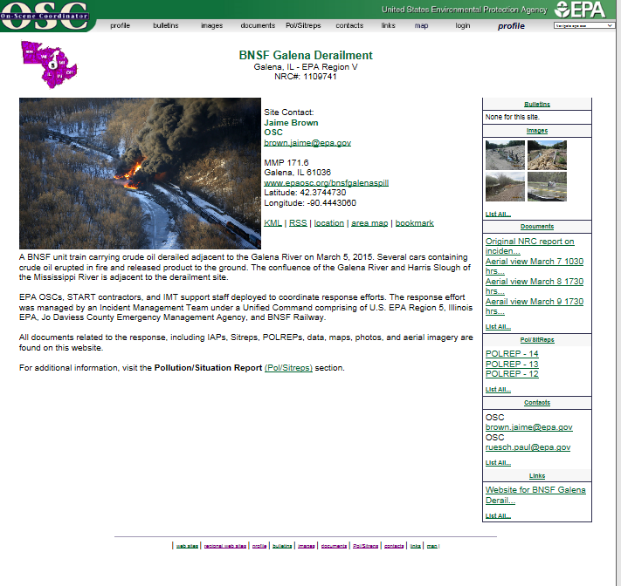 OSC
On-Scene Coordinator
United States Environmental Protection Agency
EPA
profile bulletins images documents Pol/Sitreps contacts links map login profile
BNSF Galena Derailment
Galena, IL - EPA Region V
NRC#: 1109741
Site Contact:
Jaime Brown
OSC
brown.jaime@epa.gov
MMP 171.6
Galena, IL 61036
www.epaosc.org/bnsfgalenaspill
Latitude: 42.3744730
Longitude: -90.4443060
KML | RSS | location | area map | bookmark
A BNSF unit train carrying crude oil derailed adjacent to the Galena River on March 5, 2015. Several cars containing
crude oil erupted in fire and released product to the ground. The confluence of the Galena River and Harris Slough of
the Mississippi River is adjacent to the derailment site.
EPA OSCs, START contractors, and IMT support staff deployed to coordinate response efforts. The response effort
was managed by an Incident Management Team under a Unified Command comprising of U.S. EPA Region 5, Illinois
EPA, Jo Daviess County Emergency Management Agency, and BNSF Railway.
All documents related to the response, including IAPs, Sitreps, POLREPs, data, maps, photos, and aerial imagery are
found on this website.
For additional information, visit the Pollution/Situation Report (Pol/Sitreps) section.
Bulletins
None for this site.
Images
List All...
Documents
Original NRC report on
inciden...
Aerial view March 7 1030
hrs...
Aerial view March 8 1730
hrs...
Aerail view March 9 1730
hrs...
List All...
Pol/SitReps
POLREP - 14
POLREP - 13
POLREP - 12
List All...
Contacts
OSC
brown.jaime@epa.gov
OSC
ruesch.paul@epa.gov
List All...
Links
Website for BNSF Galena
Derail...
List All...
| web sites | regional web sites | profile | bulletins | images | documents | Pol/Sitreps | contacts | links | map |